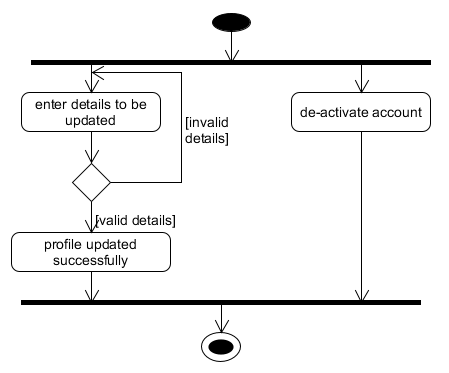 enter details to be
updated
de-activate account
[invalid
details]
[valid details]
profile updated
successfully